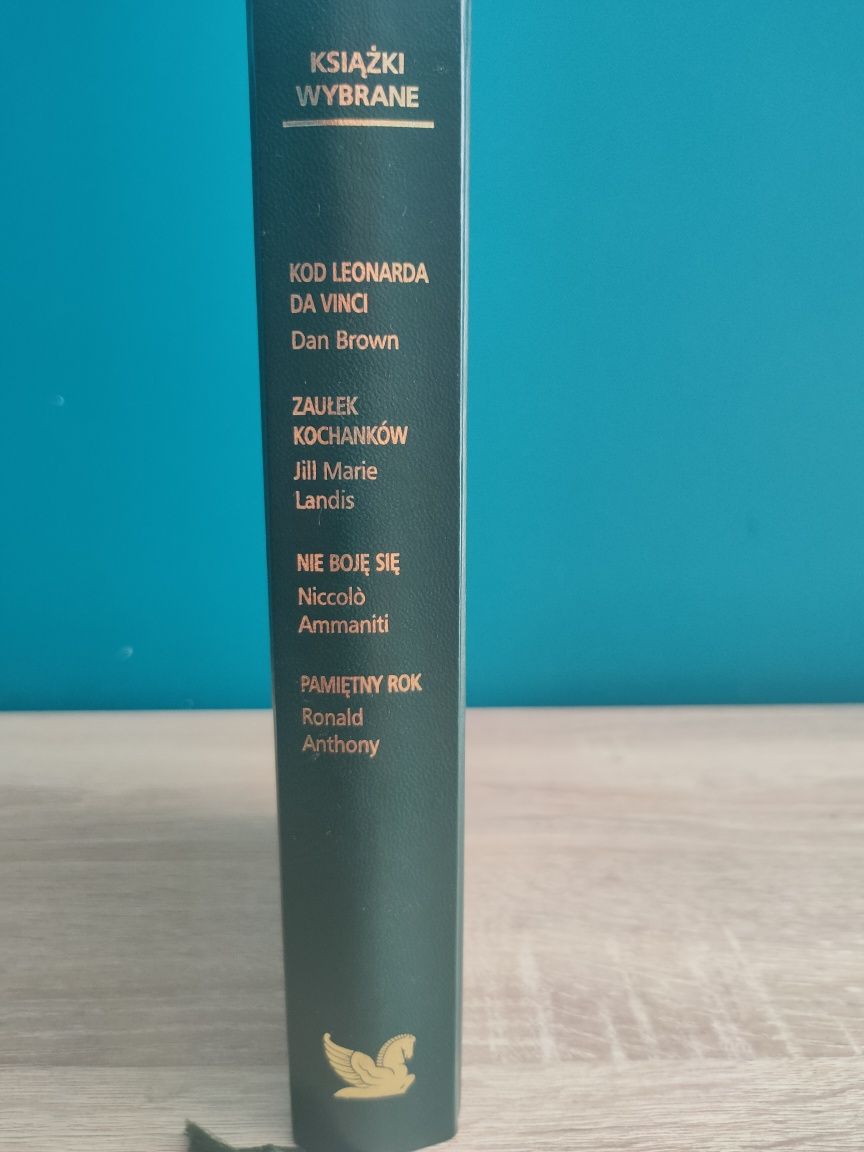 KSIĄŻKI
WYBRANE
KOD LEONARDA
DA VINCI
Dan Brown
ZAUŁEK
KOCHANKÓW
Jill Marie
Landis
NIE BOJĘ SIĘ
Niccolò
Ammaniti
PAMIĘTNY ROK
Ronald
Anthony